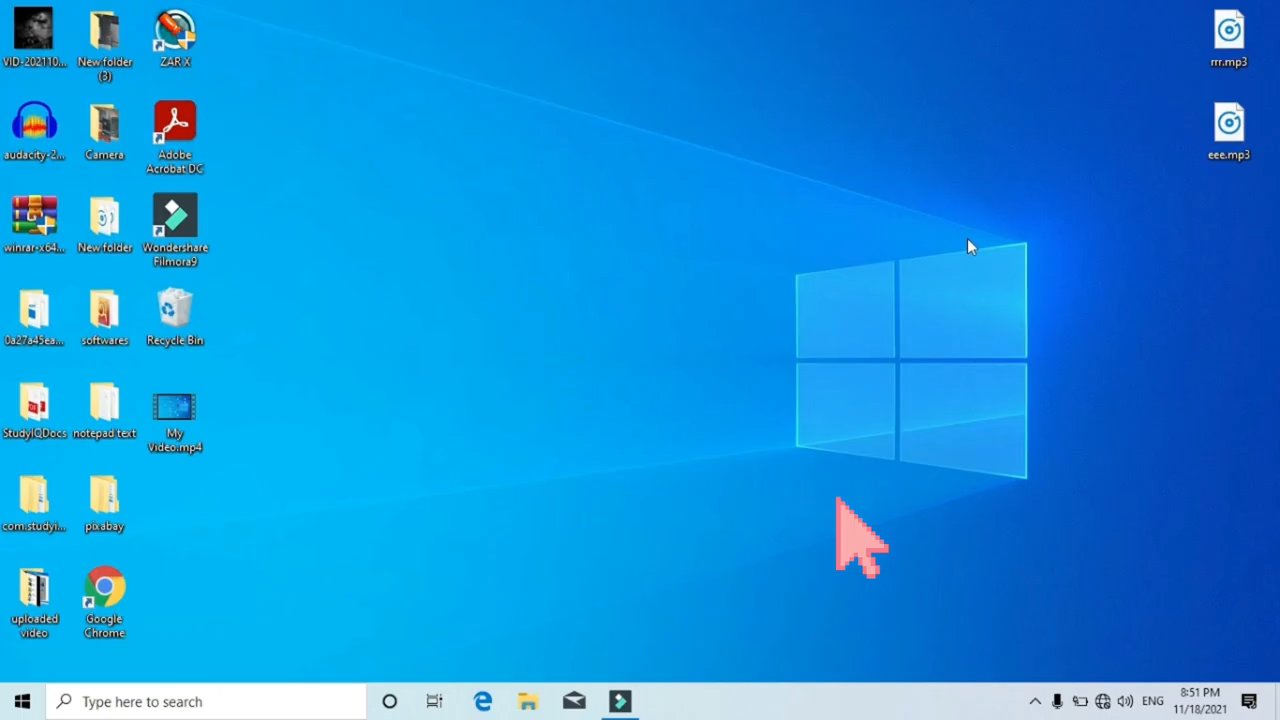 VID-202110...
New folder
(3)
ZAR X
audacity-2...
Camera
Adobe
Acrobat DC
winrar-x64...
New folder
Wondershare
Filmora9
0a27a45ea...
softwares
Recycle Bin
StudyIQDocs
notepad text
My
Video.mp4
com.studyi...
pixabay
uploaded
video
Google
Chrome
rrr.mp3
eee.mp3
Type here to search
ENG
8:51 PM
11/18/2021